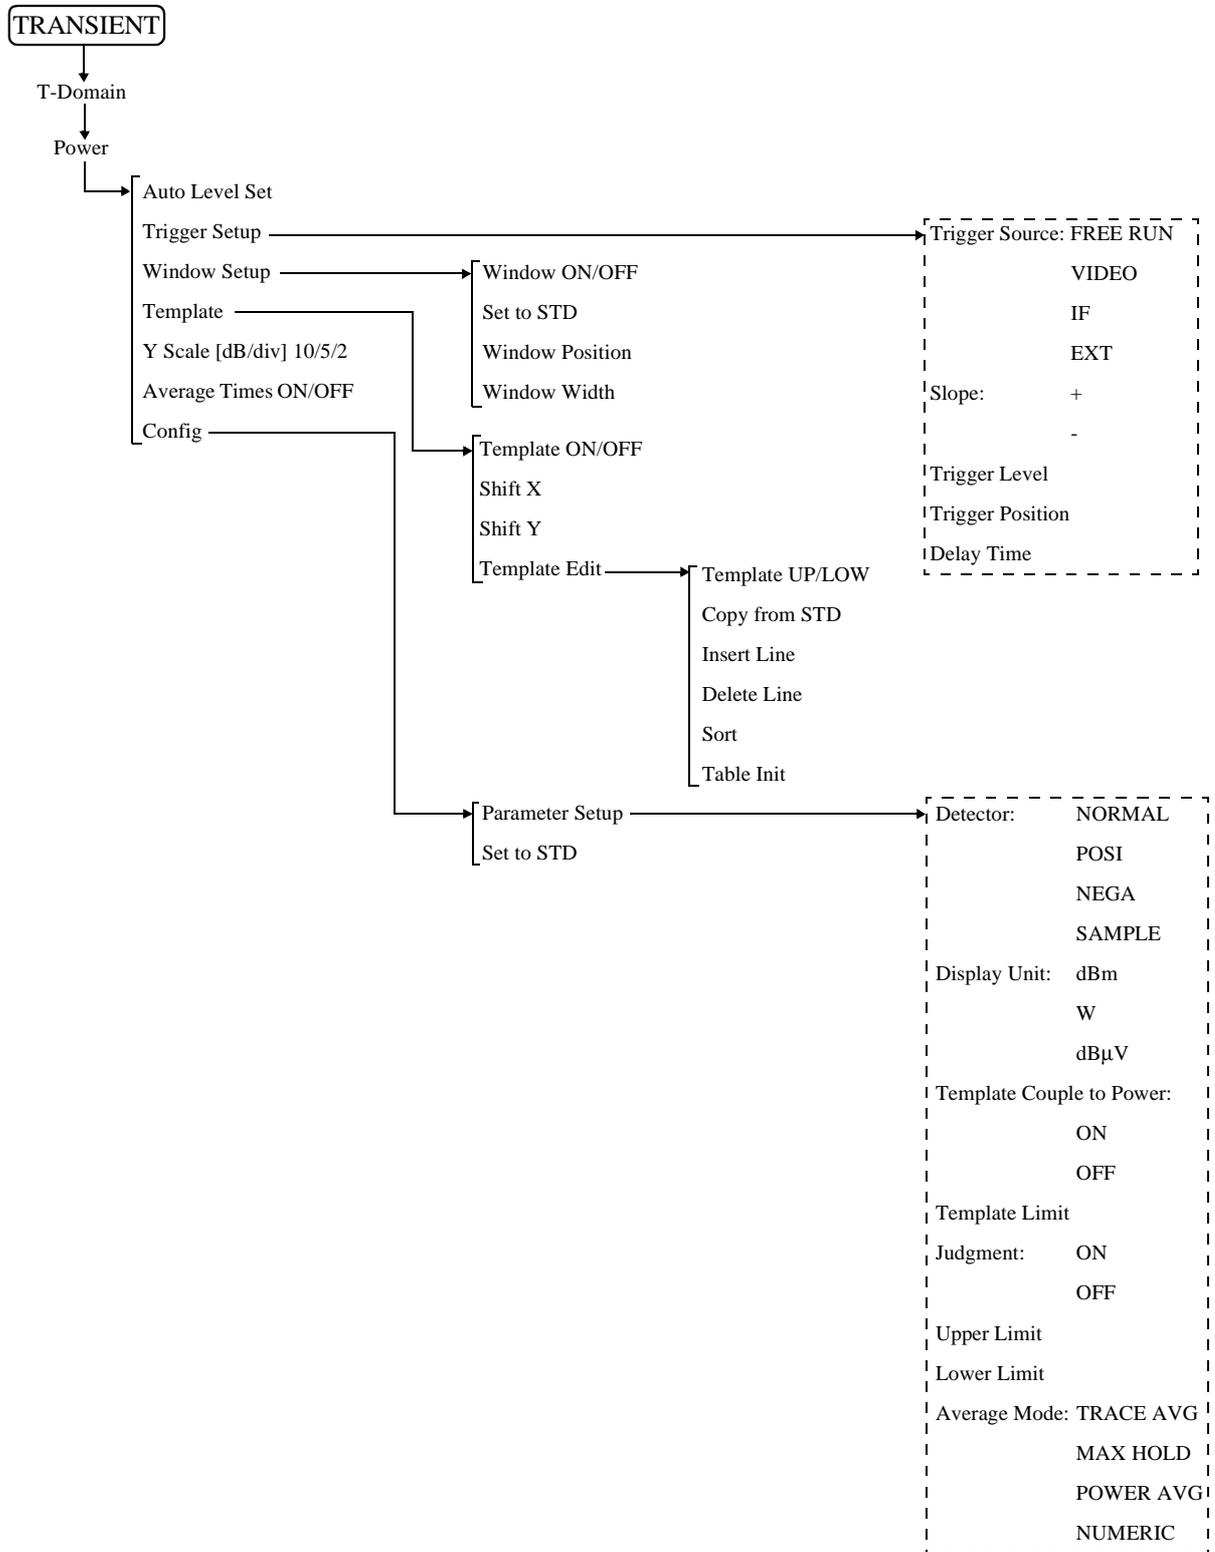 TRANSIENT
T-Domain
Power
Auto Level Set
Trigger Setup
Window Setup
Template
Y Scale [dB/div] 10/5/2
Average Times ON/OFF
Config
Window ON/OFF
Set to STD
Window Position
Window Width
Template ON/OFF
Shift X
Shift Y
Template Edit
Template UP/LOW
Copy from STD
Insert Line
Delete Line
Sort
Table Init
Trigger Source: FREE RUN
VIDEO
IF
EXT
Slope: +
-
Trigger Level
Trigger Position
Delay Time
Parameter Setup
Set to STD
Detector: NORMAL
POSI
NEGA
SAMPLE
Display Unit: dBm
W
dBµV
Template Couple to Power:
ON
OFF
Template Limit
Judgment: ON
OFF
Upper Limit
Lower Limit
Average Mode: TRACE AVG
MAX HOLD
POWER AVG
NUMERIC